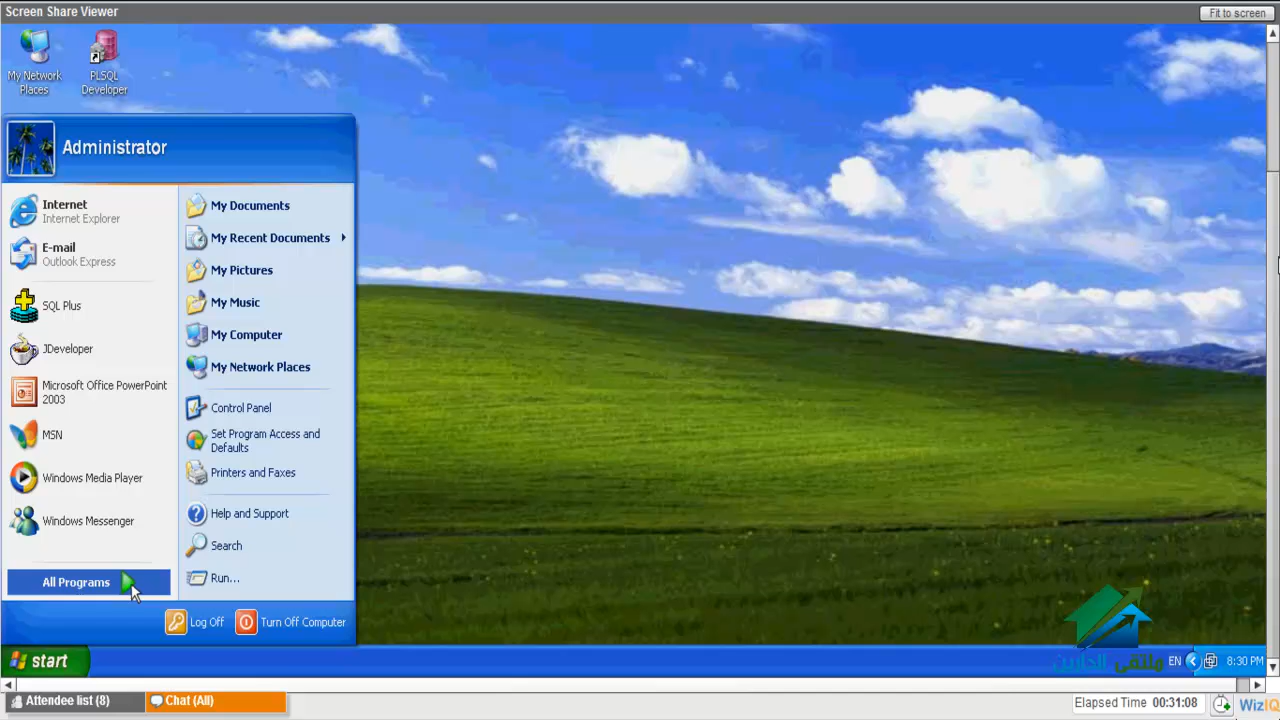 Screen Share Viewer
Fit to screen
My Network
Places
PLSQL
Developer
Administrator
Internet
Internet Explorer
E-mail
Outlook Express
SQL Plus
JDeveloper
Microsoft Office PowerPoint
2003
MSN
Windows Media Player
Windows Messenger
All Programs
My Documents
My Recent Documents
My Pictures
My Music
My Computer
My Network Places
Control Panel
Set Program Access and
Defaults
Printers and Faxes
Help and Support
Search
Run...
Log Off
Turn Off Computer
ملتقى الدارين
start
EN
8:30 PM
Attendee list (8)
Chat (All)
Elapsed Time 00:31:08
WizIQ